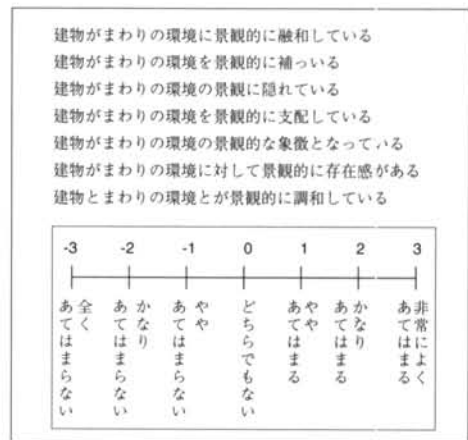 建物がまわりの環境に景観的に融和している
建物がまわりの環境を景観的に補っいる
建物がまわりの環境の景観に隠れている
建物がまわりの環境を景観的に支配している
建物がまわりの環境の景観的な象徴となっている
建物がまわりの環境に対して景観的に存在感がある
建物とまわりの環境とが景観的に調和している
-3 -2 -1 0 1 2 3
全く
あてはまらない
かなり
あてはまらない
やや
あてはまらない
どちらでもない
やや
あてはまる
かなり
あてはまる
非常によく
あてはまる